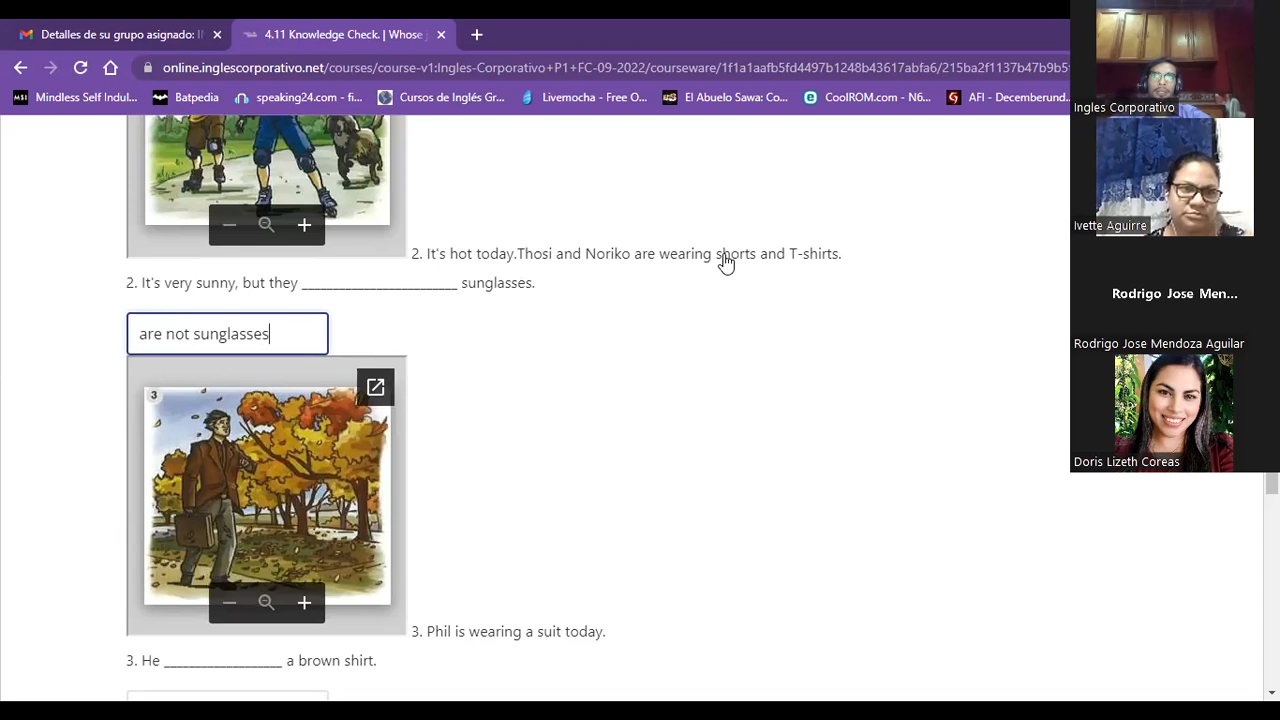 Detalles de su grupo asignado: I
4.11 Knowledge Check. | Whose
online.inglescorporativo.net/courses/course-v1:Ingles-Corporativo+P1+FC-09-2022/courseware/1f1a1aafb5fd4497b1248b43617abfa6/215ba2f1137b47b9b5
Mindless Self Indul...
Batpedia
speaking24.com - fi...
Cursos de Inglés Gr...
Livemocha - Free O...
El Abuelo Sawa: Co...
CoolROM.com - N6...
AFI - Decemberund...
Ingles Corporativo
Ivette Aguirre
Rodrigo Jose Men...
Rodrigo Jose Mendoza Aguilar
Doris Lizeth Coreas
2. It's hot today.Thosi and Noriko are wearing shorts and T-shirts.
2. It's very sunny, but they ________________________ sunglasses.
are not sunglasses
3
3. Phil is wearing a suit today.
3. He __________________ a brown shirt.